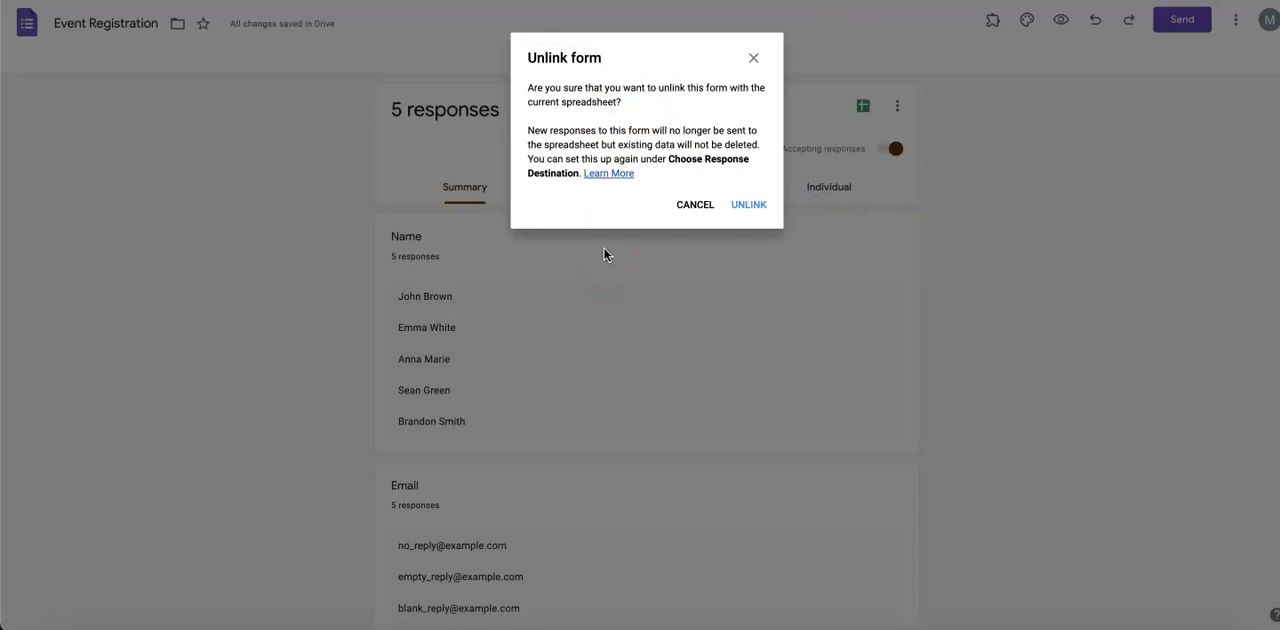 Event Registration
All changes saved in Drive
Send
M
Unlink form
Are you sure that you want to unlink this form with the
current spreadsheet?
New responses to this form will no longer be sent to
the spreadsheet but existing data will not be deleted.
You can set this up again under Choose Response
Destination. Learn More
CANCEL UNLINK
5 responses
Accepting responses
Summary
Individual
Name
5 responses
John Brown
Emma White
Anna Marie
Sean Green
Brandon Smith
Email
5 responses
no_reply@example.com
empty_reply@example.com
blank_reply@example.com